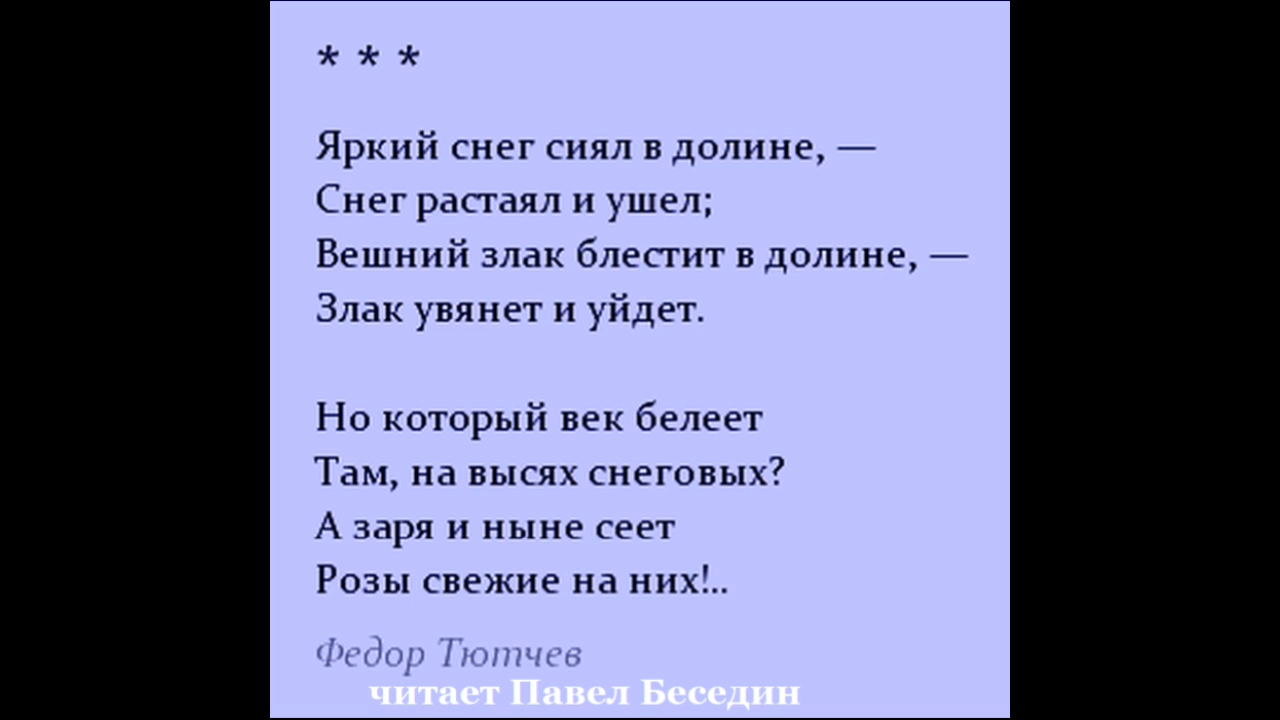 * * *
Яркий снег сиял в долине, —
Снег растаял и ушел;
Вешний злак блестит в долине, —
Злак увянет и уйдет.
Но который век белеет
Там, на высях снеговых?
А заря и ныне сеет
Розы свежие на них!..
Федор Тютчев
читает Павел Беседин